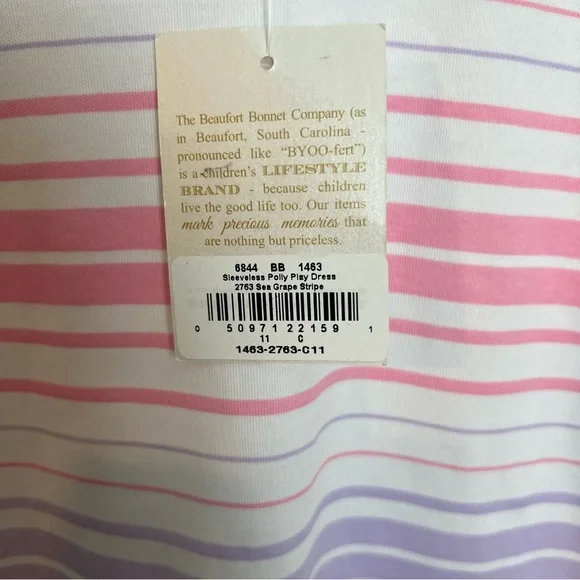 The Beaufort Bonnet Company (as
in Beaufort, South Carolina -
pronounced like "BYOO-fert")
is a children's LIFESTYLE
BRAND - because children
live the good life too. Our items
mark precious memories that
are nothing but priceless.
6844 BB 1463
Sleeveless Polly Play Dress
2763 Sea Grape Stripe
0 50971 22159 1
11 C
1463-2763-C11